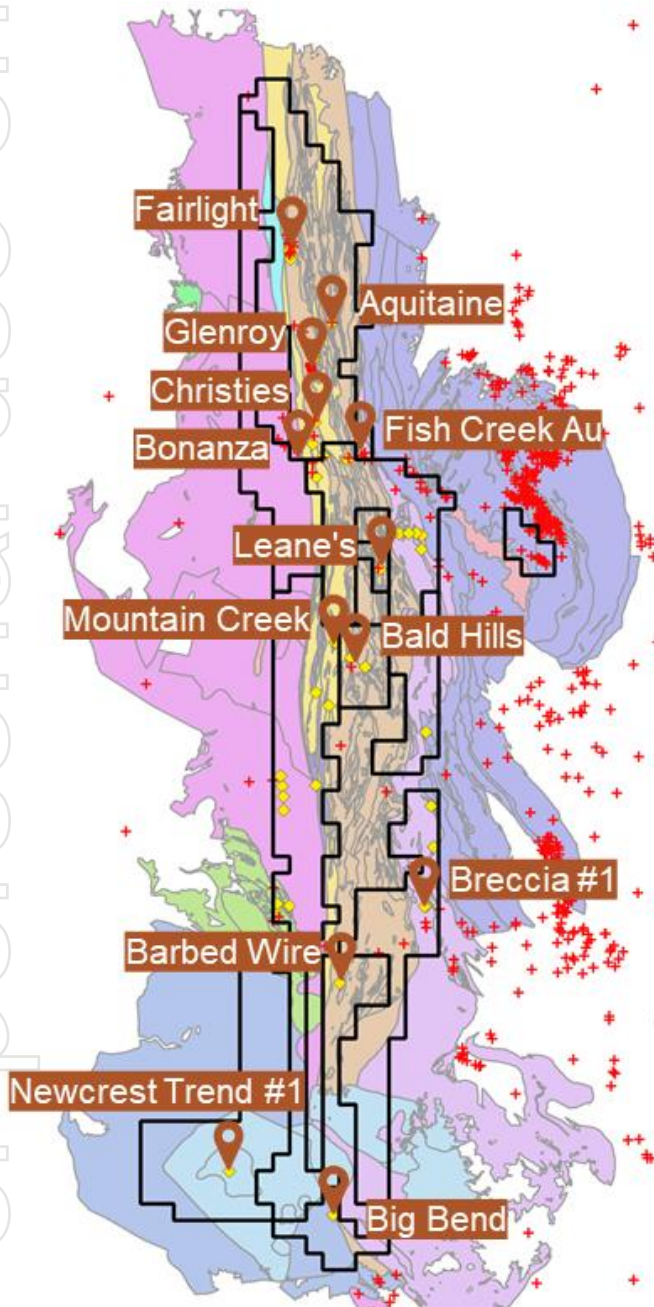 Fairlight
Aquitaine
Glenroy
Christies
Fish Creek Au
Bonanza
Leane's
Mountain Creek
Bald Hills
Breccia #1
Barbed Wire
Newcrest Trend #1
Big Bend